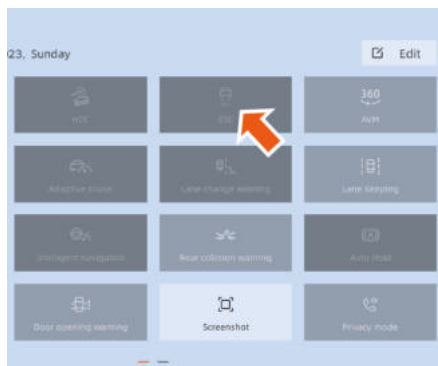 023, Sunday
Edit
HDC
ESC
360
AVM
Adaptive cruise
Lane change warning
Lane keeping
Intelligent navigation
Rear collision warning
Auto Hold
Door opening warning
Screenshot
Privacy mode